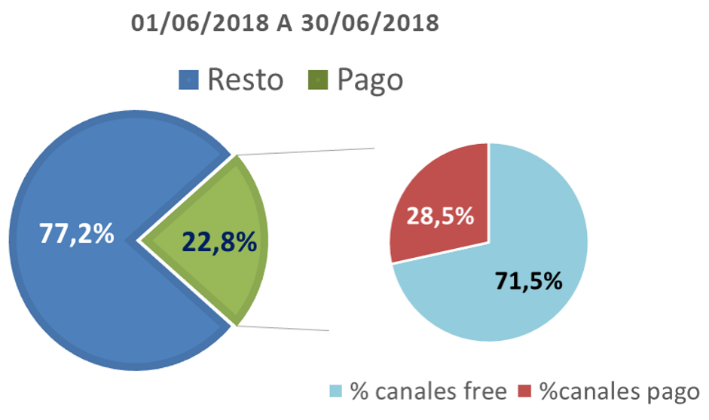 01/06/2018 A 30/06/2018
Resto Pago
77,2%
22,8%
28,5%
71,5%
% canales free %canales pago